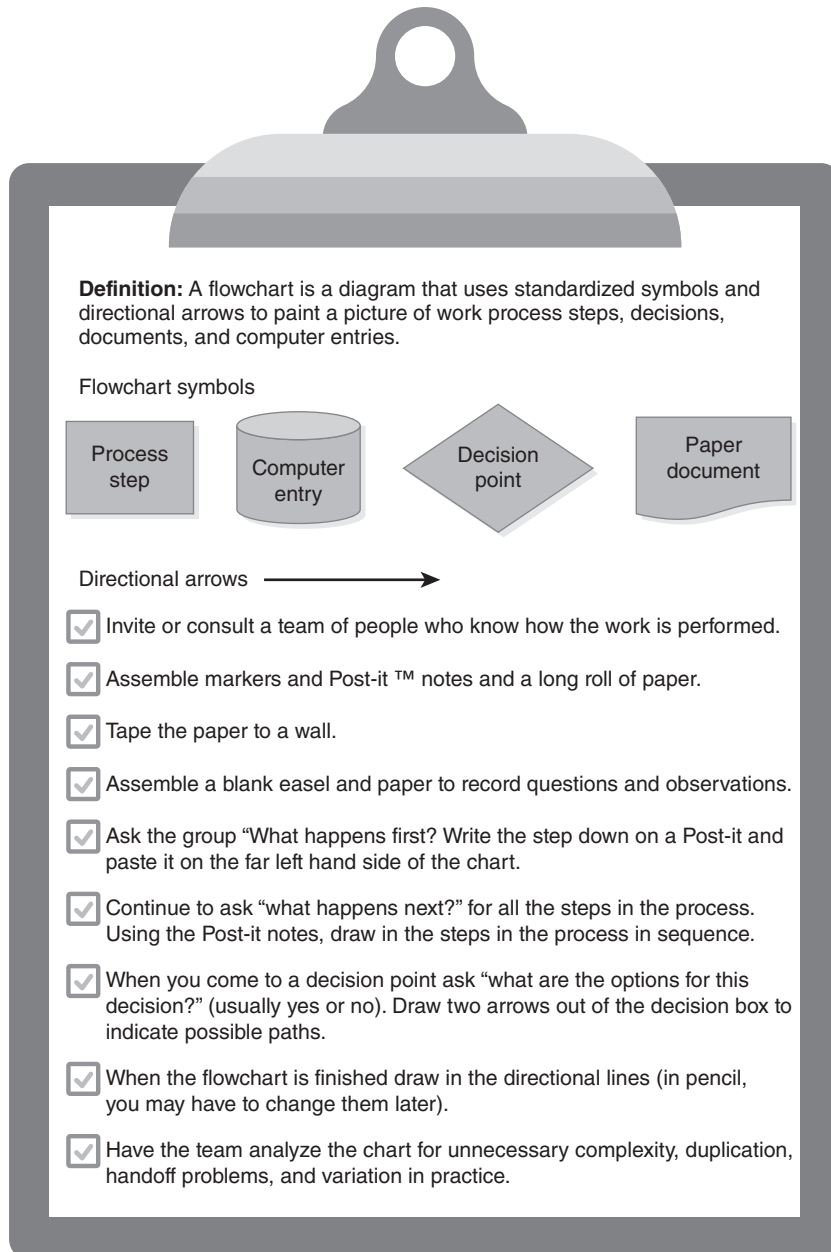 Definition: A flowchart is a diagram that uses standardized symbols and
directional arrows to paint a picture of work process steps, decisions,
documents, and computer entries.
Flowchart symbols
Process
step
Computer
entry
Decision
point
Paper
document
Directional arrows
Invite or consult a team of people who know how the work is performed.
Assemble markers and Post-it ™ notes and a long roll of paper.
Tape the paper to a wall.
Assemble a blank easel and paper to record questions and observations.
Ask the group “What happens first? Write the step down on a Post-it and
paste it on the far left hand side of the chart.
Continue to ask “what happens next?” for all the steps in the process.
Using the Post-it notes, draw in the steps in the process in sequence.
When you come to a decision point ask “what are the options for this
decision?” (usually yes or no). Draw two arrows out of the decision box to
indicate possible paths.
When the flowchart is finished draw in the directional lines (in pencil,
you may have to change them later).
Have the team analyze the chart for unnecessary complexity, duplication,
handoff problems, and variation in practice.